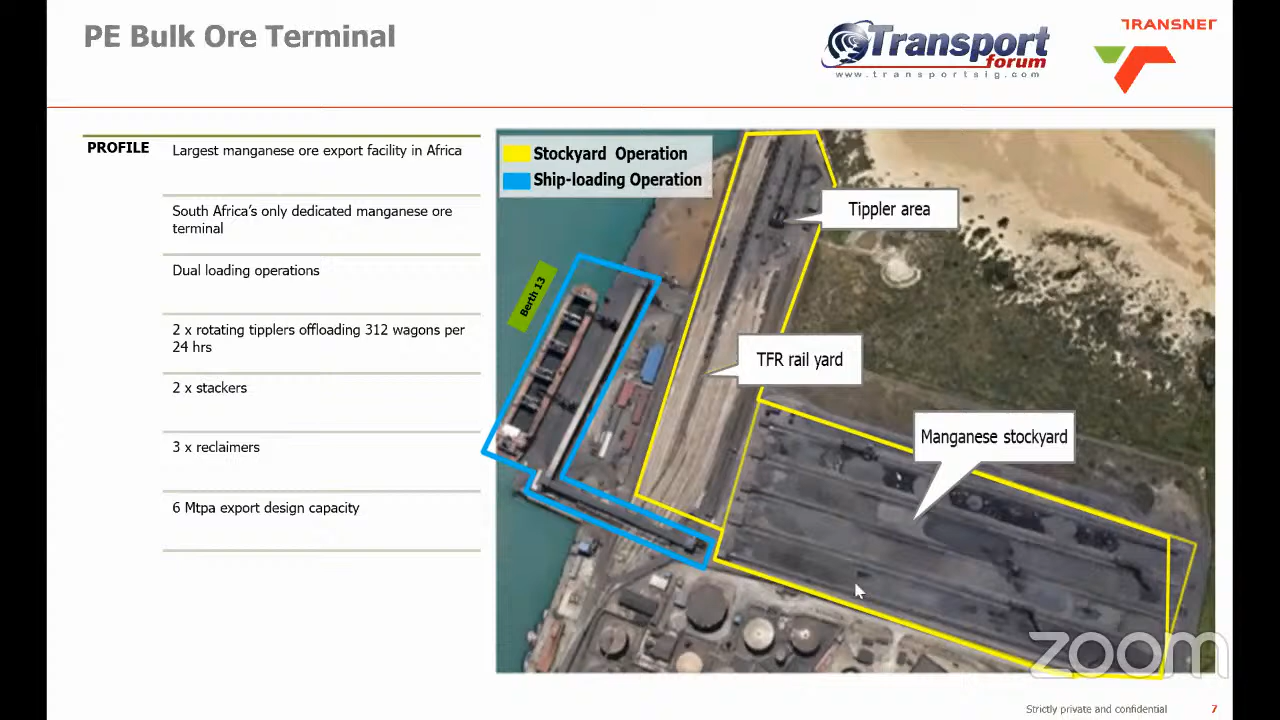 PE Bulk Ore Terminal
Transport
forum
www.transportsig.com
TRANSNET
PROFILE
Largest manganese ore export facility in Africa
South Africa's only dedicated manganese ore
terminal
Dual loading operations
2 x rotating tipplers offloading 312 wagons per
24 hrs
2 x stackers
3 x reclaimers
6 Mtpa export design capacity
Stockyard Operation
Ship-loading Operation
Berth 13
Tippler area
TFR rail yard
Manganese stockyard
zoom
Strictly private and confidential
7